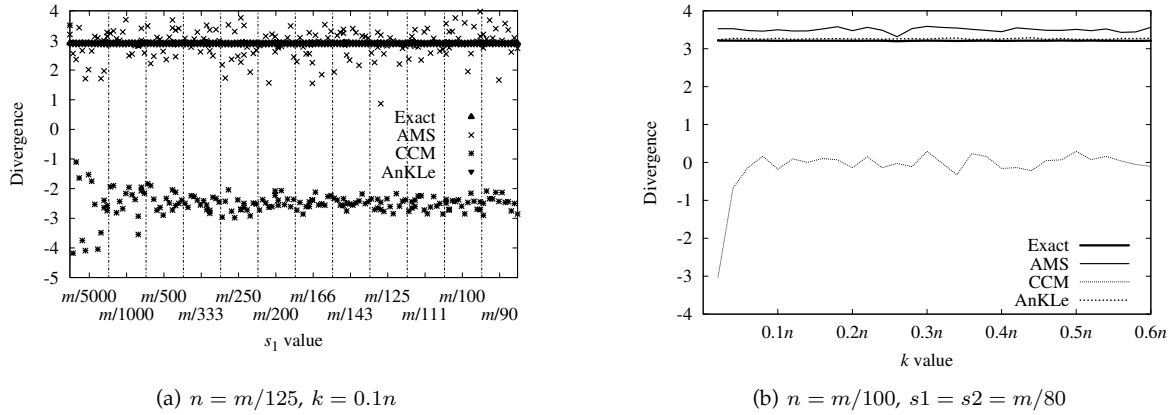 4
3
2
1
0
-1
-2
-3
-4
-5
Divergence
Exact
AMS
CCM
AnKLe
m/5000 m/500 m/250 m/166 m/125 m/100
m/1000 m/333 m/200 m/143 m/111 m/90
s1 value
(a) n = m/125, k = 0.1n
4
3
2
1
0
-1
-2
-3
-4
Divergence
Exact
AMS
CCM
AnKLe
0.1n 0.2n 0.3n 0.4n 0.5n 0.6n
k value
(b) n = m/100, s1 = s2 = m/80